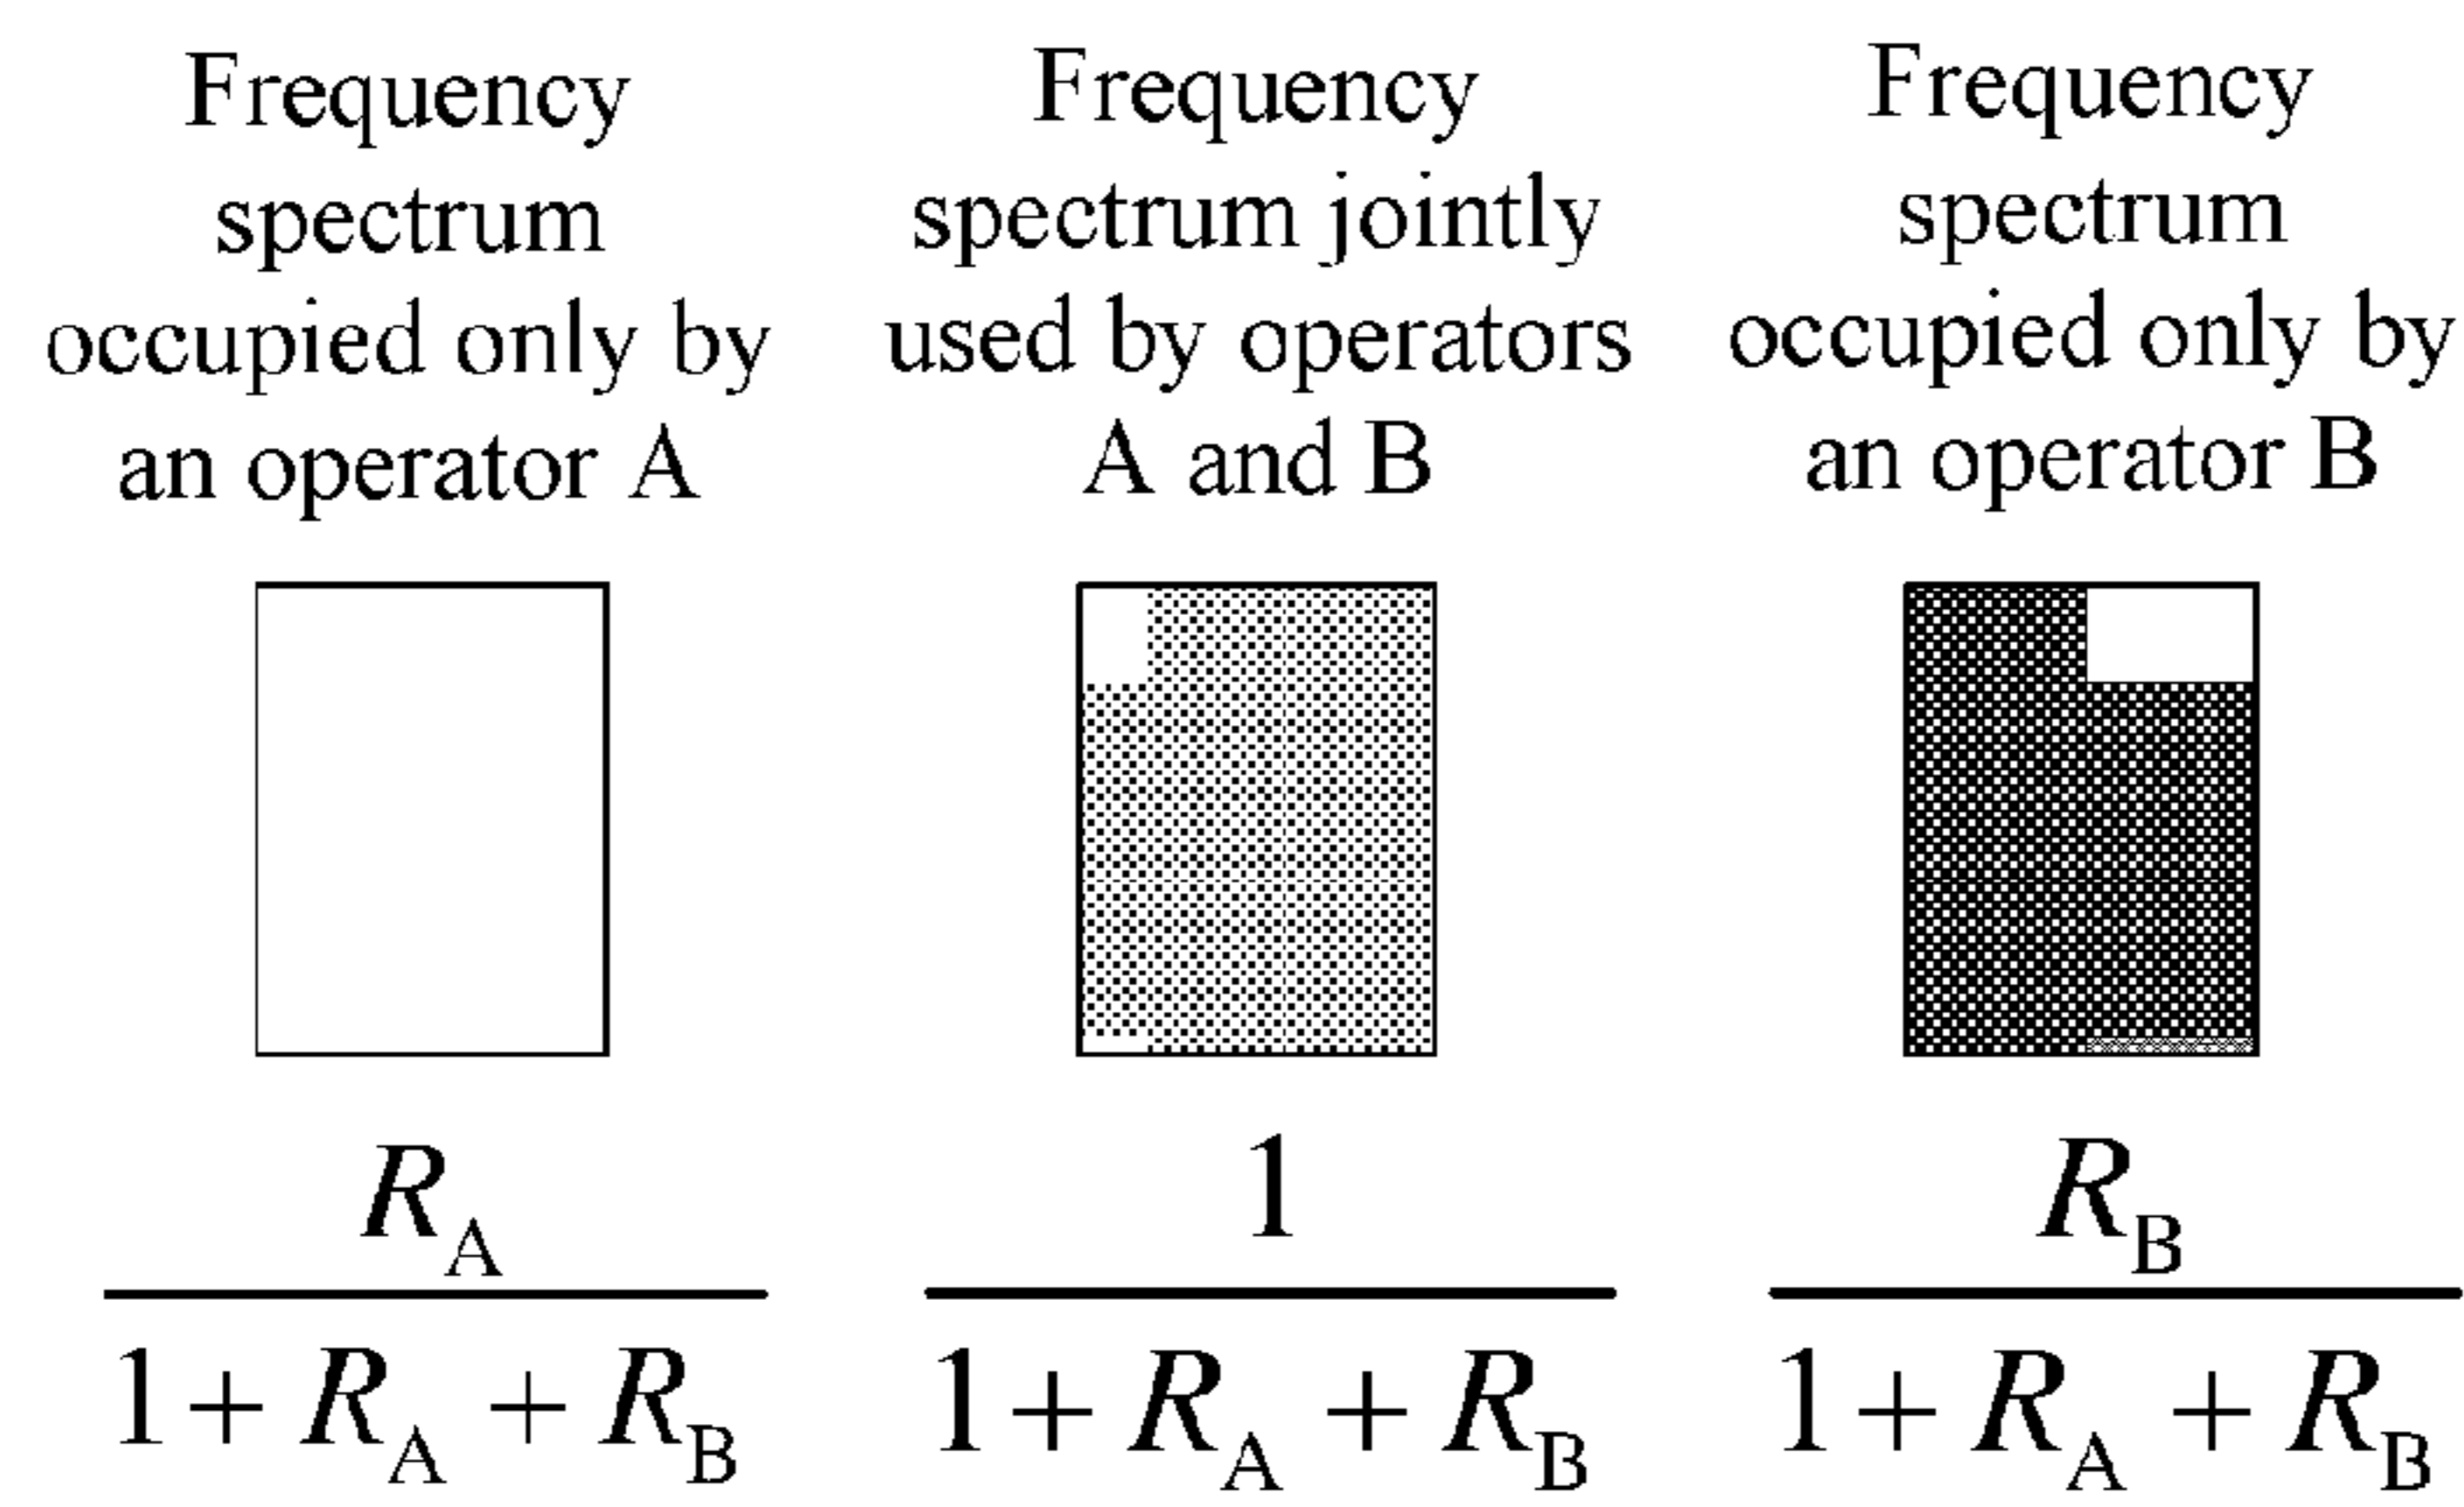 Frequency
spectrum
occupied only by
an operator A
Frequency
spectrum jointly
used by operators
A and B
Frequency
spectrum
occupied only by
an operator B
R_A
1 + R_A + R_B
1
1 + R_A + R_B
R_B
1 + R_A + R_B